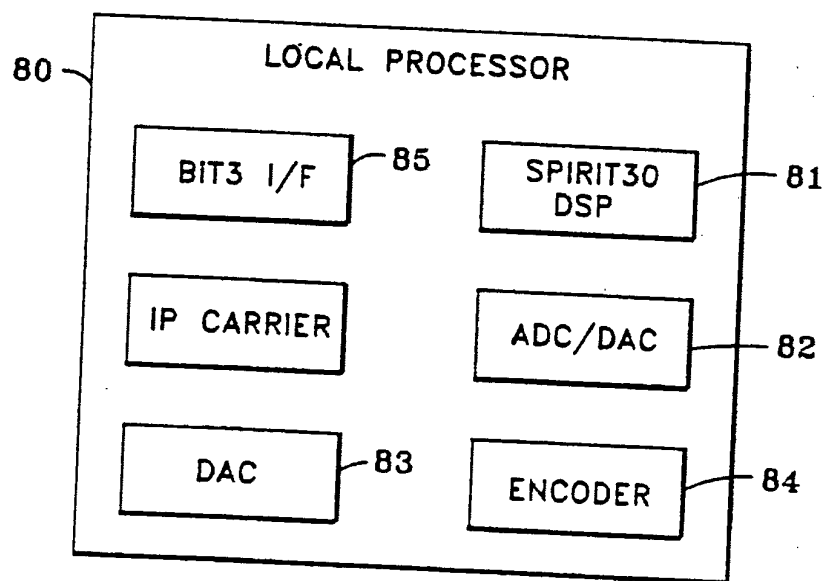 LOCAL PROCESSOR
80
BIT3 I/F
85
SPIRIT30
DSP
81
IP CARRIER
ADC/DAC
82
DAC
83
ENCODER
84